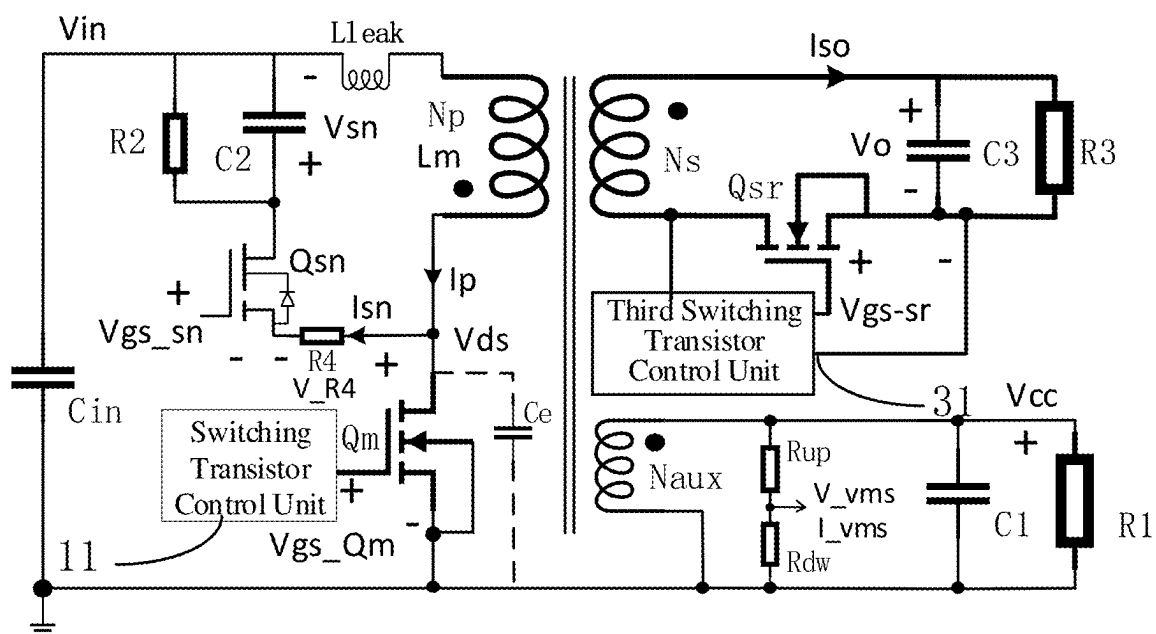 Vin
Lleak
Iso
-
+
R2
C2
Vsn
+
Np
Lm
Ns
Vo
C3
R3
-
Qsr
+
-
Qsn
+
Ip
Vgs_sn
Isn
Vds
Vgs-sr
- -
R4
+
V_R4
Third Switching
Transistor
Control Unit
31
Cin
Switching
Transistor
Control Unit
Qm
Ce
+
-
Vgs_Qm
11
Vcc
+
Naux
Rup
V_vms
I_vms
Rdw
C1
R1